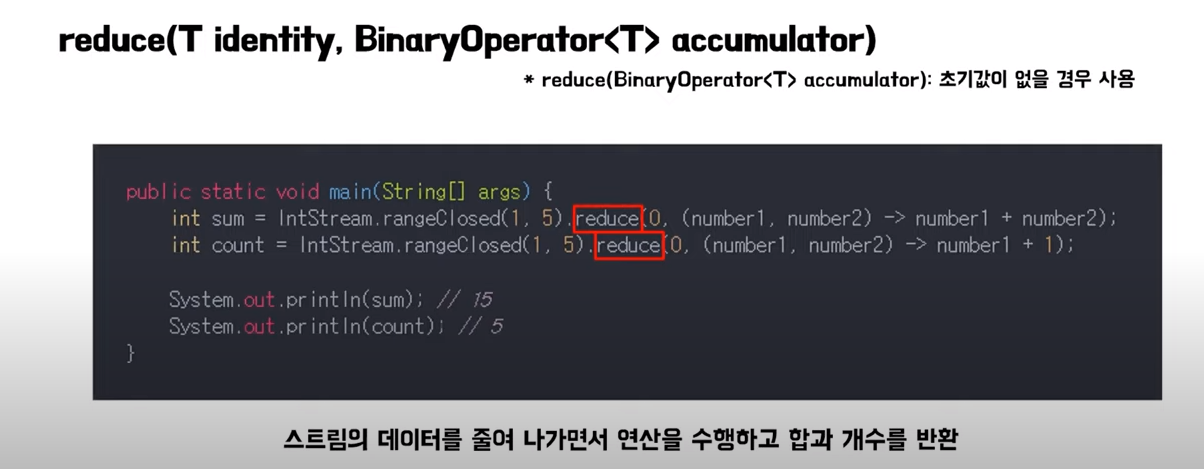 reduce(T identity, BinaryOperator<T> accumulator)
* reduce(BinaryOperator<T> accumulator): 초기값이 없을 경우 사용
public static void main(String[] args) {
    int sum = IntStream.rangeClosed(1, 5).reduce(0, (number1, number2) -> number1 + number2);
    int count = IntStream.rangeClosed(1, 5).reduce(0, (number1, number2) -> number1 + 1);
    System.out.println(sum); // 15
    System.out.println(count); // 5
}
스트림의 데이터를 줄여 나가면서 연산을 수행하고 합과 개수를 반환